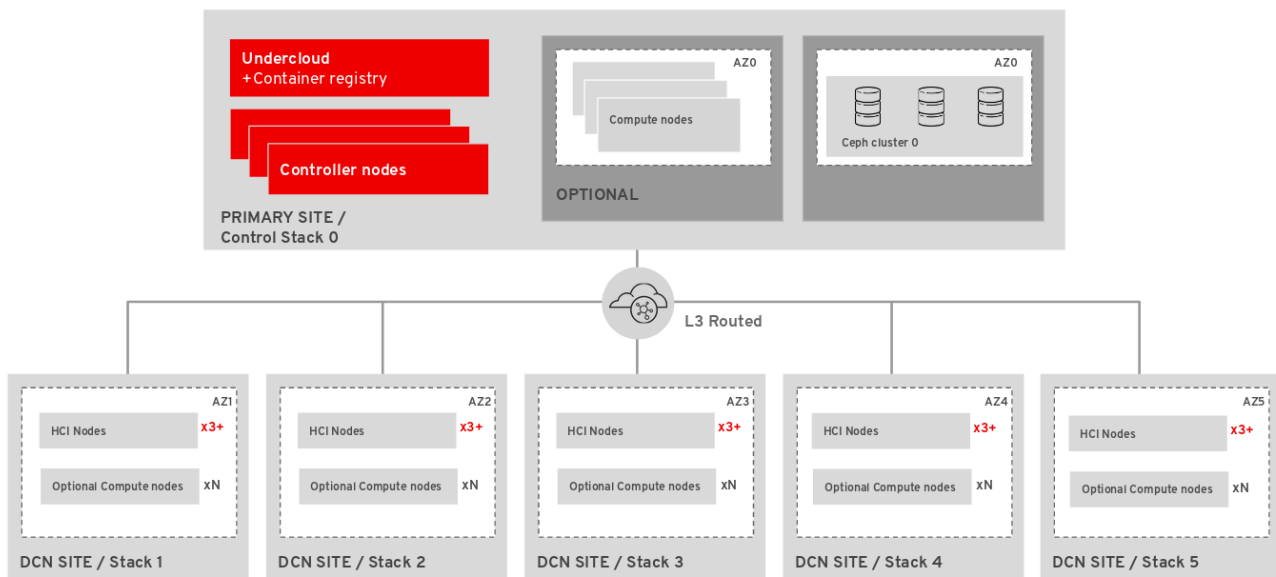 Undercloud
+Container registry
Controller nodes
PRIMARY SITE /
Control Stack 0
AZ0
Compute nodes
OPTIONAL
AZ0
Ceph cluster 0
L3 Routed
AZ1
HCI Nodes
x3+
Optional Compute nodes
xN
DCN SITE / Stack 1
AZ2
HCI Nodes
x3+
Optional Compute nodes
xN
DCN SITE / Stack 2
AZ3
HCI Nodes
x3+
Optional Compute nodes
xN
DCN SITE / Stack 3
AZ4
HCI Nodes
x3+
Optional Compute nodes
xN
DCN SITE / Stack 4
AZ5
HCI Nodes
x3+
Optional Compute nodes
xN
DCN SITE / Stack 5